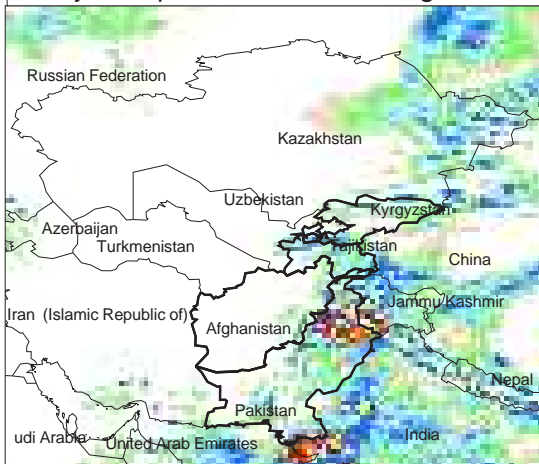 Russian Federation
Kazakhstan
Uzbekistan
Kyrgyzstan
Azerbaijan
Turkmenistan
Tajikistan
China
Iran (Islamic Republic of)
Jammu Kashmir
Afghanistan
Nepal
Pakistan
udi Arabia
United Arab Emirates
India